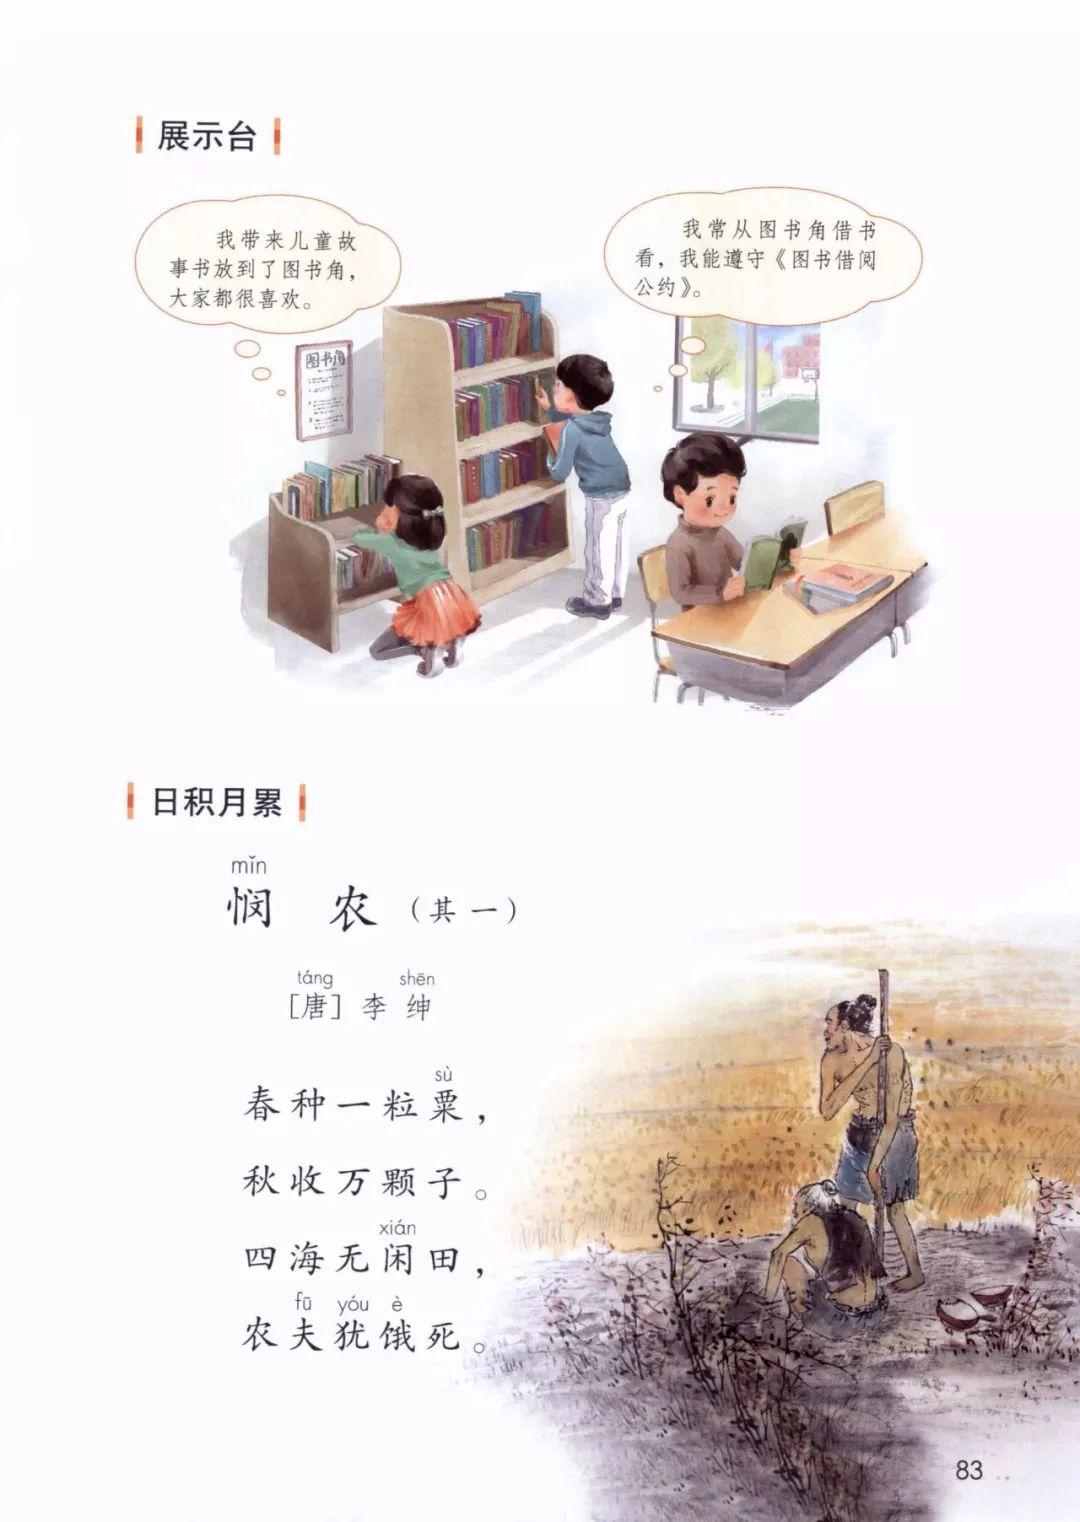 展示台
我带来儿童故
事书放到了图书角，
大家都很喜欢。
我常从图书角借书
看，我能遵守《图书借阅
公约》。
图书角
日积月累
mǐn
悯 农（其一）
táng shēn
［唐］李 绅
sù
春种一粒粟，
秋收万颗子。
xián
四海无闲田，
fū yóu è
农夫犹饿死。
83